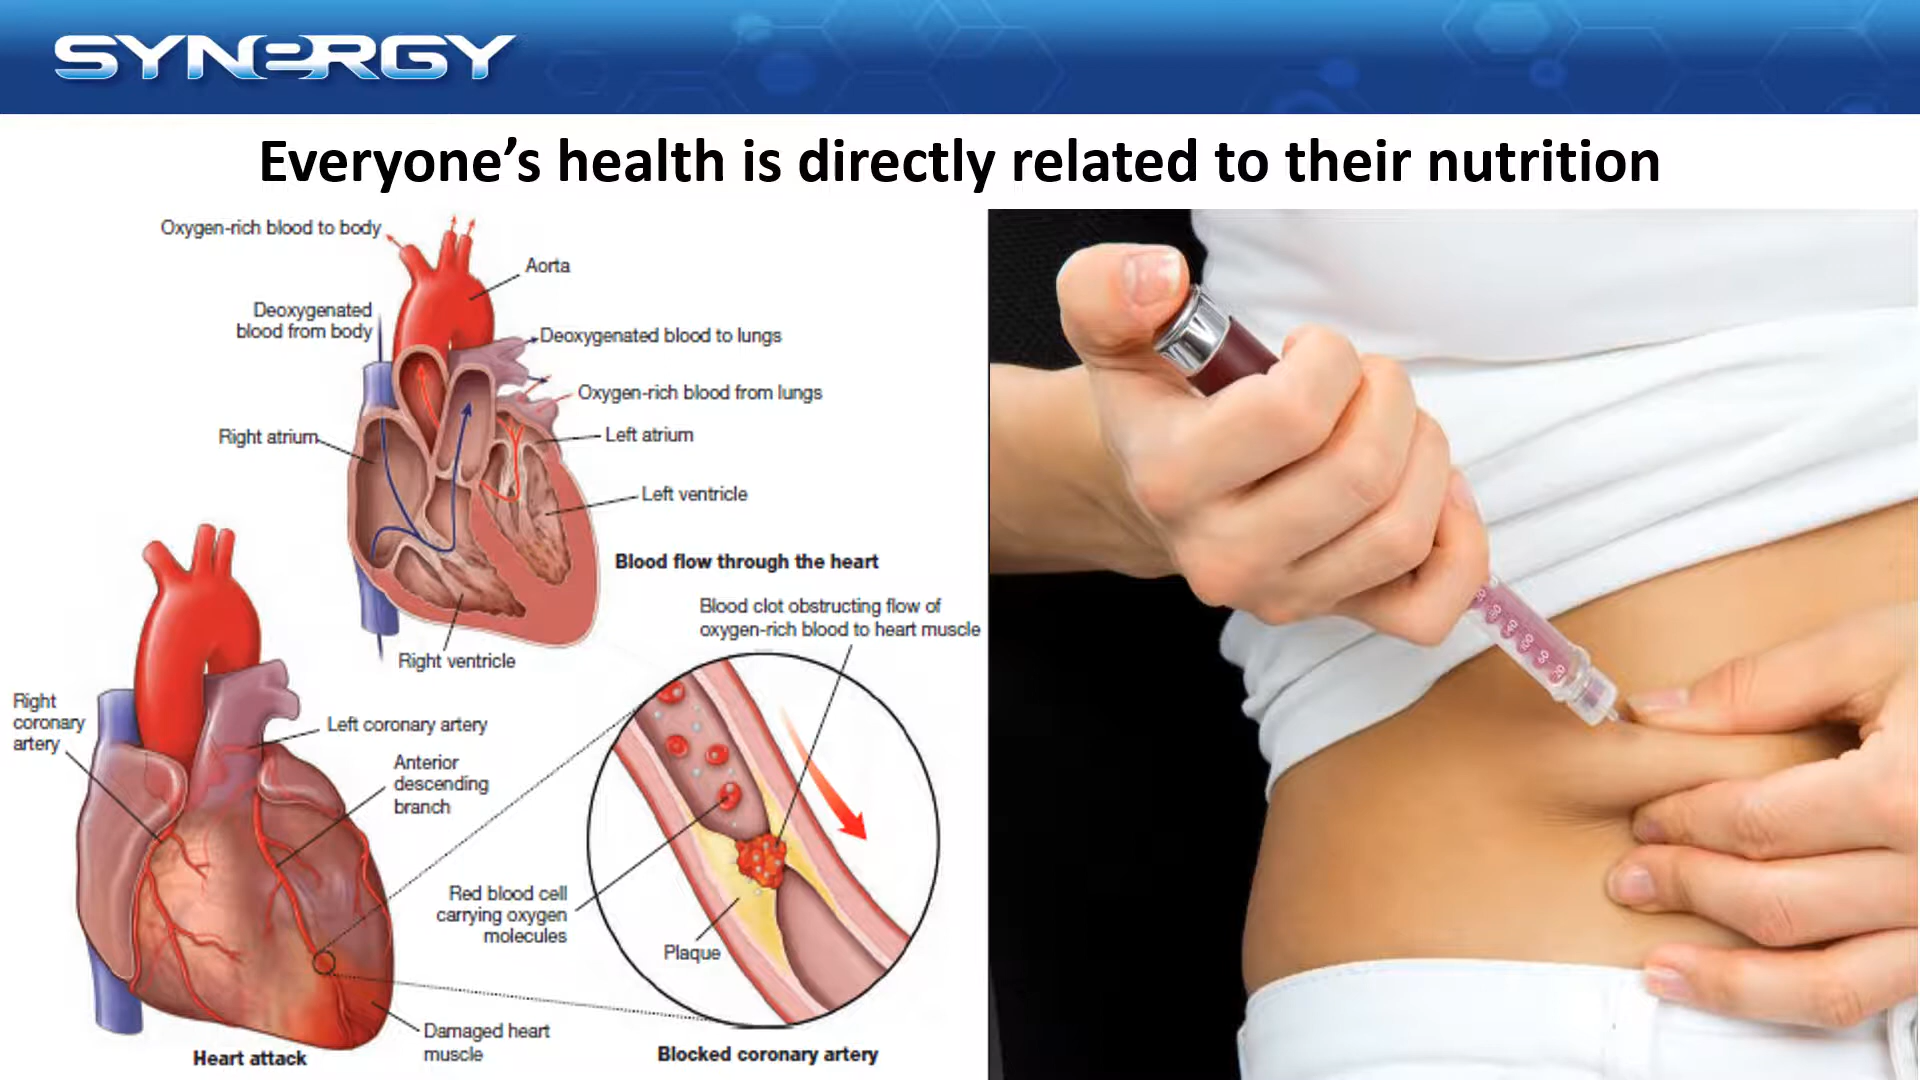 SYNERGY
Everyone’s health is directly related to their nutrition
Oxygen-rich blood to body
Aorta
Deoxygenated
blood from body
Deoxygenated blood to lungs
Oxygen-rich blood from lungs
Right atrium
Left atrium
Left ventricle
Blood flow through the heart
Right ventricle
Blood clot obstructing flow of
oxygen-rich blood to heart muscle
Right
coronary
artery
Left coronary artery
Anterior
descending
branch
Red blood cell
carrying oxygen
molecules
Plaque
Damaged heart
muscle
Heart attack
Blocked coronary artery
100
60